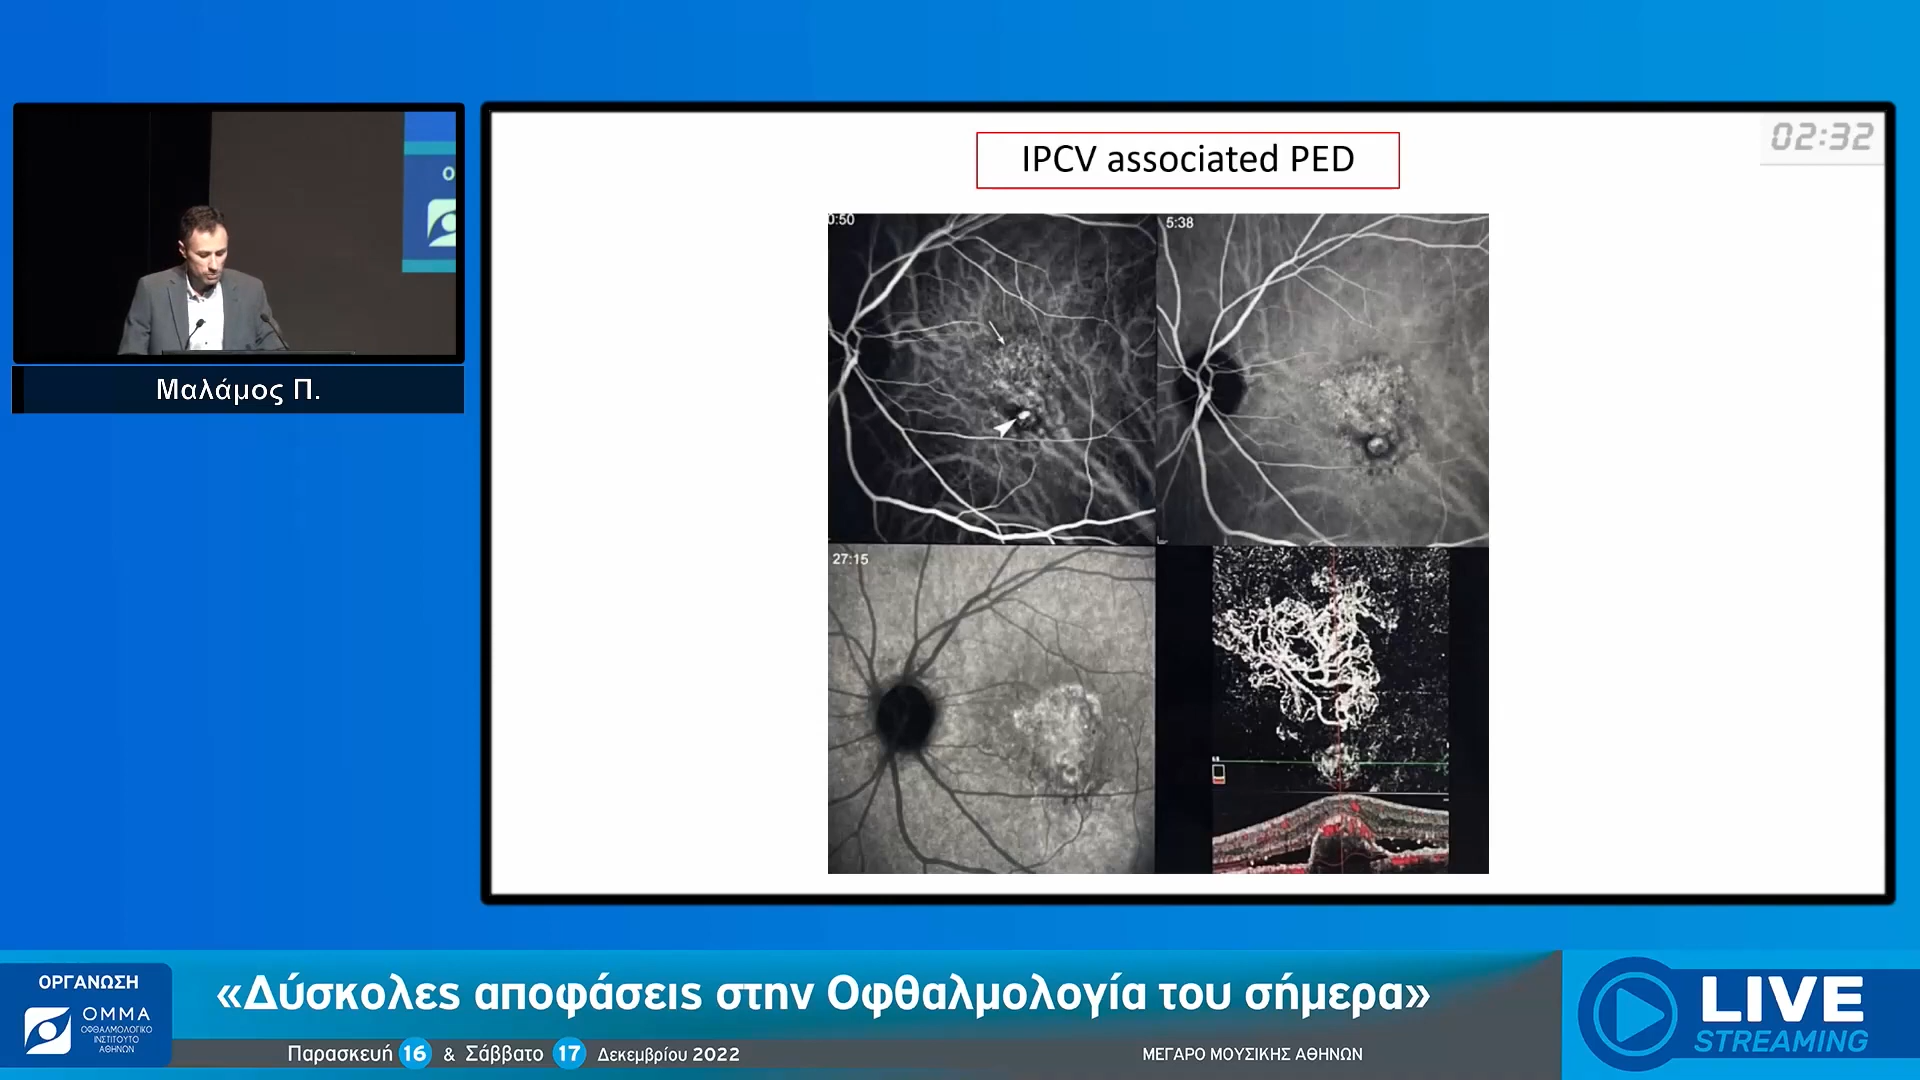 02:32
IPCV associated PED
0:50
5:38
27:15
Μαλάμος Π.
ΟΡΓΑΝΩΣΗ
ΟΜΜΑ
ΟΦΘΑΛΜΟΛΟΓΙΚΟ
ΙΝΣΤΙΤΟΥΤΟ
ΑΘΗΝΩΝ
«Δύσκολες αποφάσεις στην Οφθαλμολογία του σήμερα»
Παρασκευή 16 & Σάββατο 17 Δεκεμβρίου 2022
ΜΕΓΑΡΟ ΜΟΥΣΙΚΗΣ ΑΘΗΝΩΝ
LIVE
STREAMING